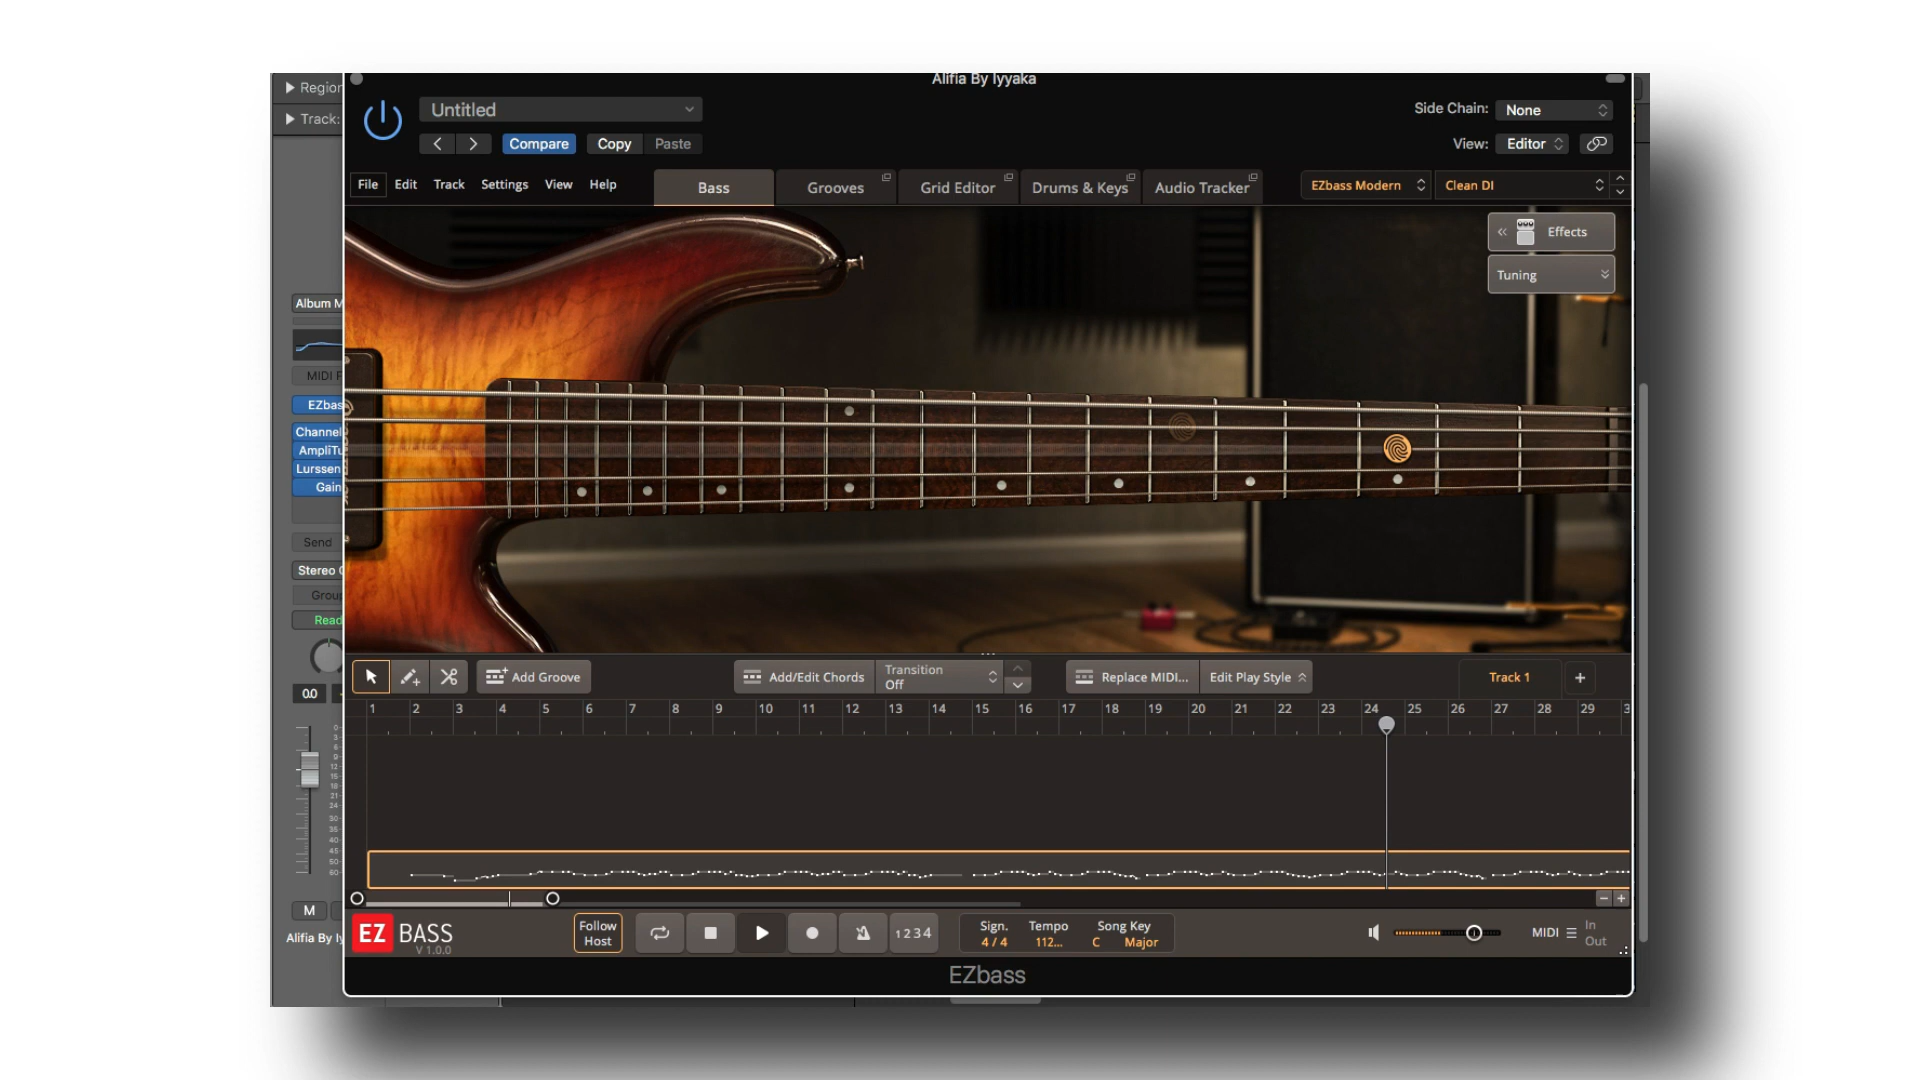 Alifia By Iyyaka
Untitled
Compare
Copy
Paste
Side Chain:
None
View:
Editor
File
Edit
Track
Settings
View
Help
Bass
Grooves
Grid Editor
Drums & Keys
Audio Tracker
EZbass Modern
Clean DI
Effects
Tuning
Track:
Album M
MIDI F
EZbas
Channel
Lurssen
Gain
Send
Stereo
Read
0.0
M
Alifia By Iy
Add Groove
Add/Edit Chords
Transition
Off
Replace MIDI...
Edit Play Style
Track 1
+
1 2 3 4 5 6 7 8 9 10 11 12 13 14 15 16 17 18 19 20 21 22 23 24 25 26 27 28 29
EZ BASS
V 1.0.0
Follow
Host
1 2 3 4
Sign.
4 / 4
Tempo
112...
Song Key
C Major
MIDI
In
Out
EZbass